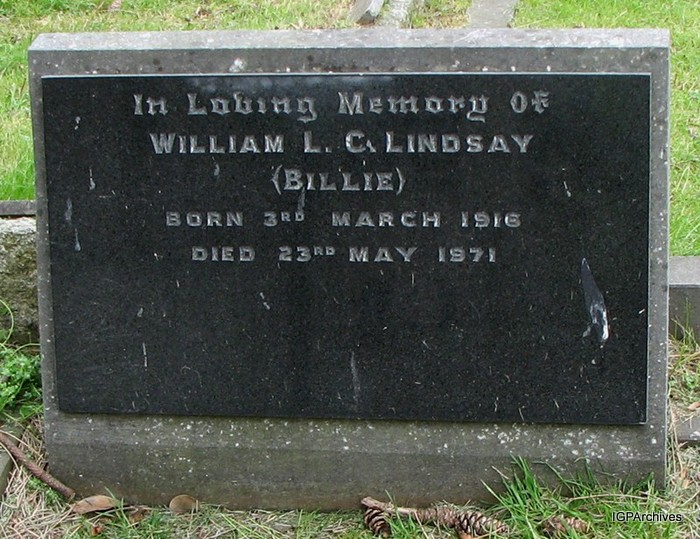 In Loving Memory Of
WILLIAM L. C. LINDSAY
(BILLIE)
BORN 3RD MARCH 1916
DIED 23RD MAY 1971
IGPArchives